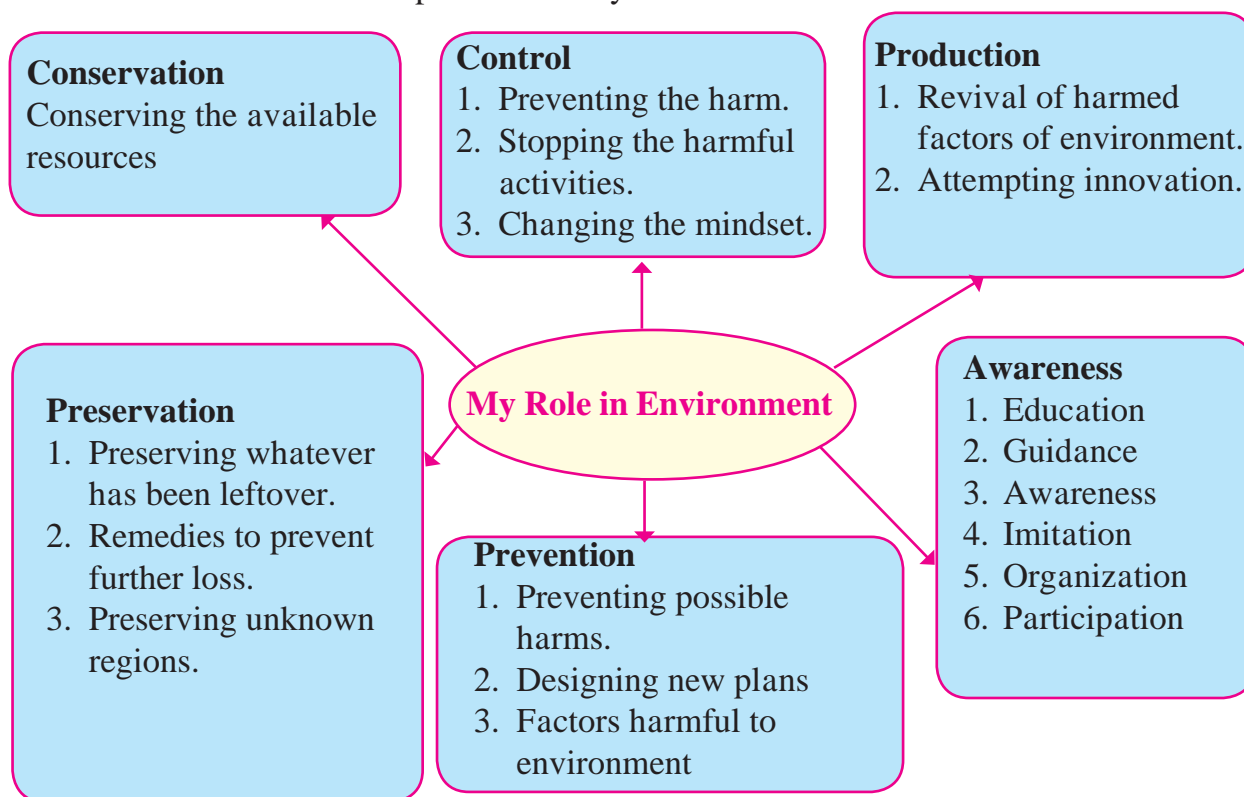 Conservation
Conserving the available
resources
Control
1. Preventing the harm.
2. Stopping the harmful
activities.
3. Changing the mindset.
Production
1. Revival of harmed
factors of environment.
2. Attempting innovation.
My Role in Environment
Preservation
1. Preserving whatever
has been leftover.
2. Remedies to prevent
further loss.
3. Preserving unknown
regions.
Prevention
1. Preventing possible
harms.
2. Designing new plans
3. Factors harmful to
environment
Awareness
1. Education
2. Guidance
3. Awareness
4. Imitation
5. Organization
6. Participation